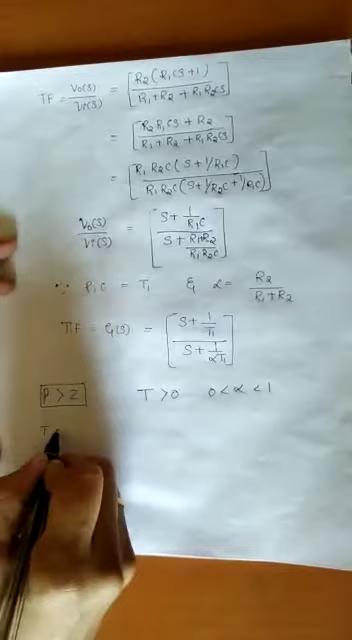 TF = Vo(s)/Vi(s) = [R2(R1CS+1)/R1+R2+R1R2CS]
= [R2R1CS+R2/R1+R2+R1R2CS]
= [R1R2C(S+1/R1C)/R1R2C(S+1/R2C+1/R1C)]
Vo(s)/Vi(s) = [S+1/R1C/S+R1+R2/R1R2C]
∵ R1C = T1 & α = R2/R1+R2
TF = G(s) = [S+1/T1/S+1/αT1]
P > Z T > 0 0 < α < 1
T